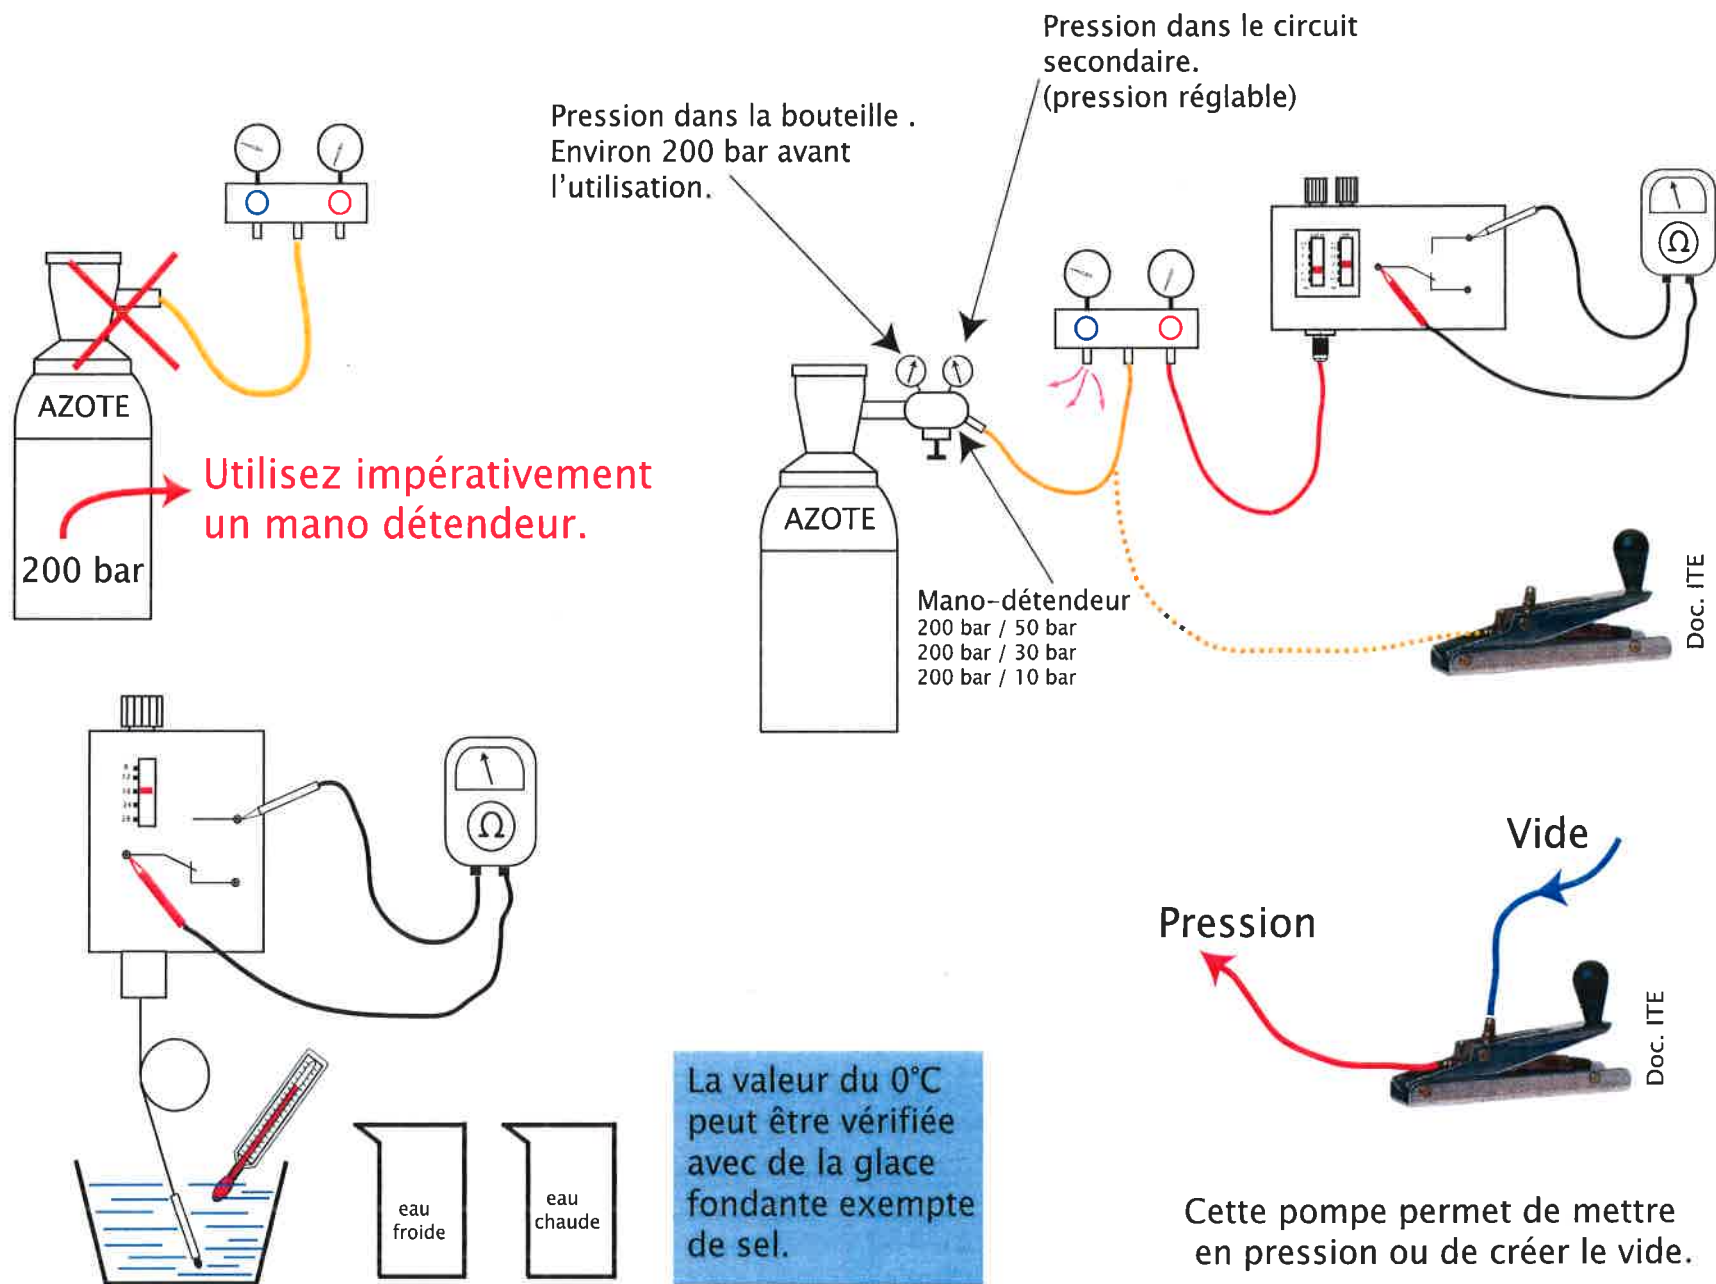 Pression dans le circuit
secondaire.
(pression réglable)
Pression dans la bouteille .
Environ 200 bar avant
l'utilisation.
AZOTE
Utilisez impérativement
un mano détendeur.
200 bar
Ω
AZOTE
Mano-détendeur
200 bar / 50 bar
200 bar / 30 bar
200 bar / 10 bar
Doc. ITE
Ω
Vide
Pression
Doc. ITE
eau
froide
eau
chaude
La valeur du 0°C
peut être vérifiée
avec de la glace
fondante exempte
de sel.
Cette pompe permet de mettre
en pression ou de créer le vide.